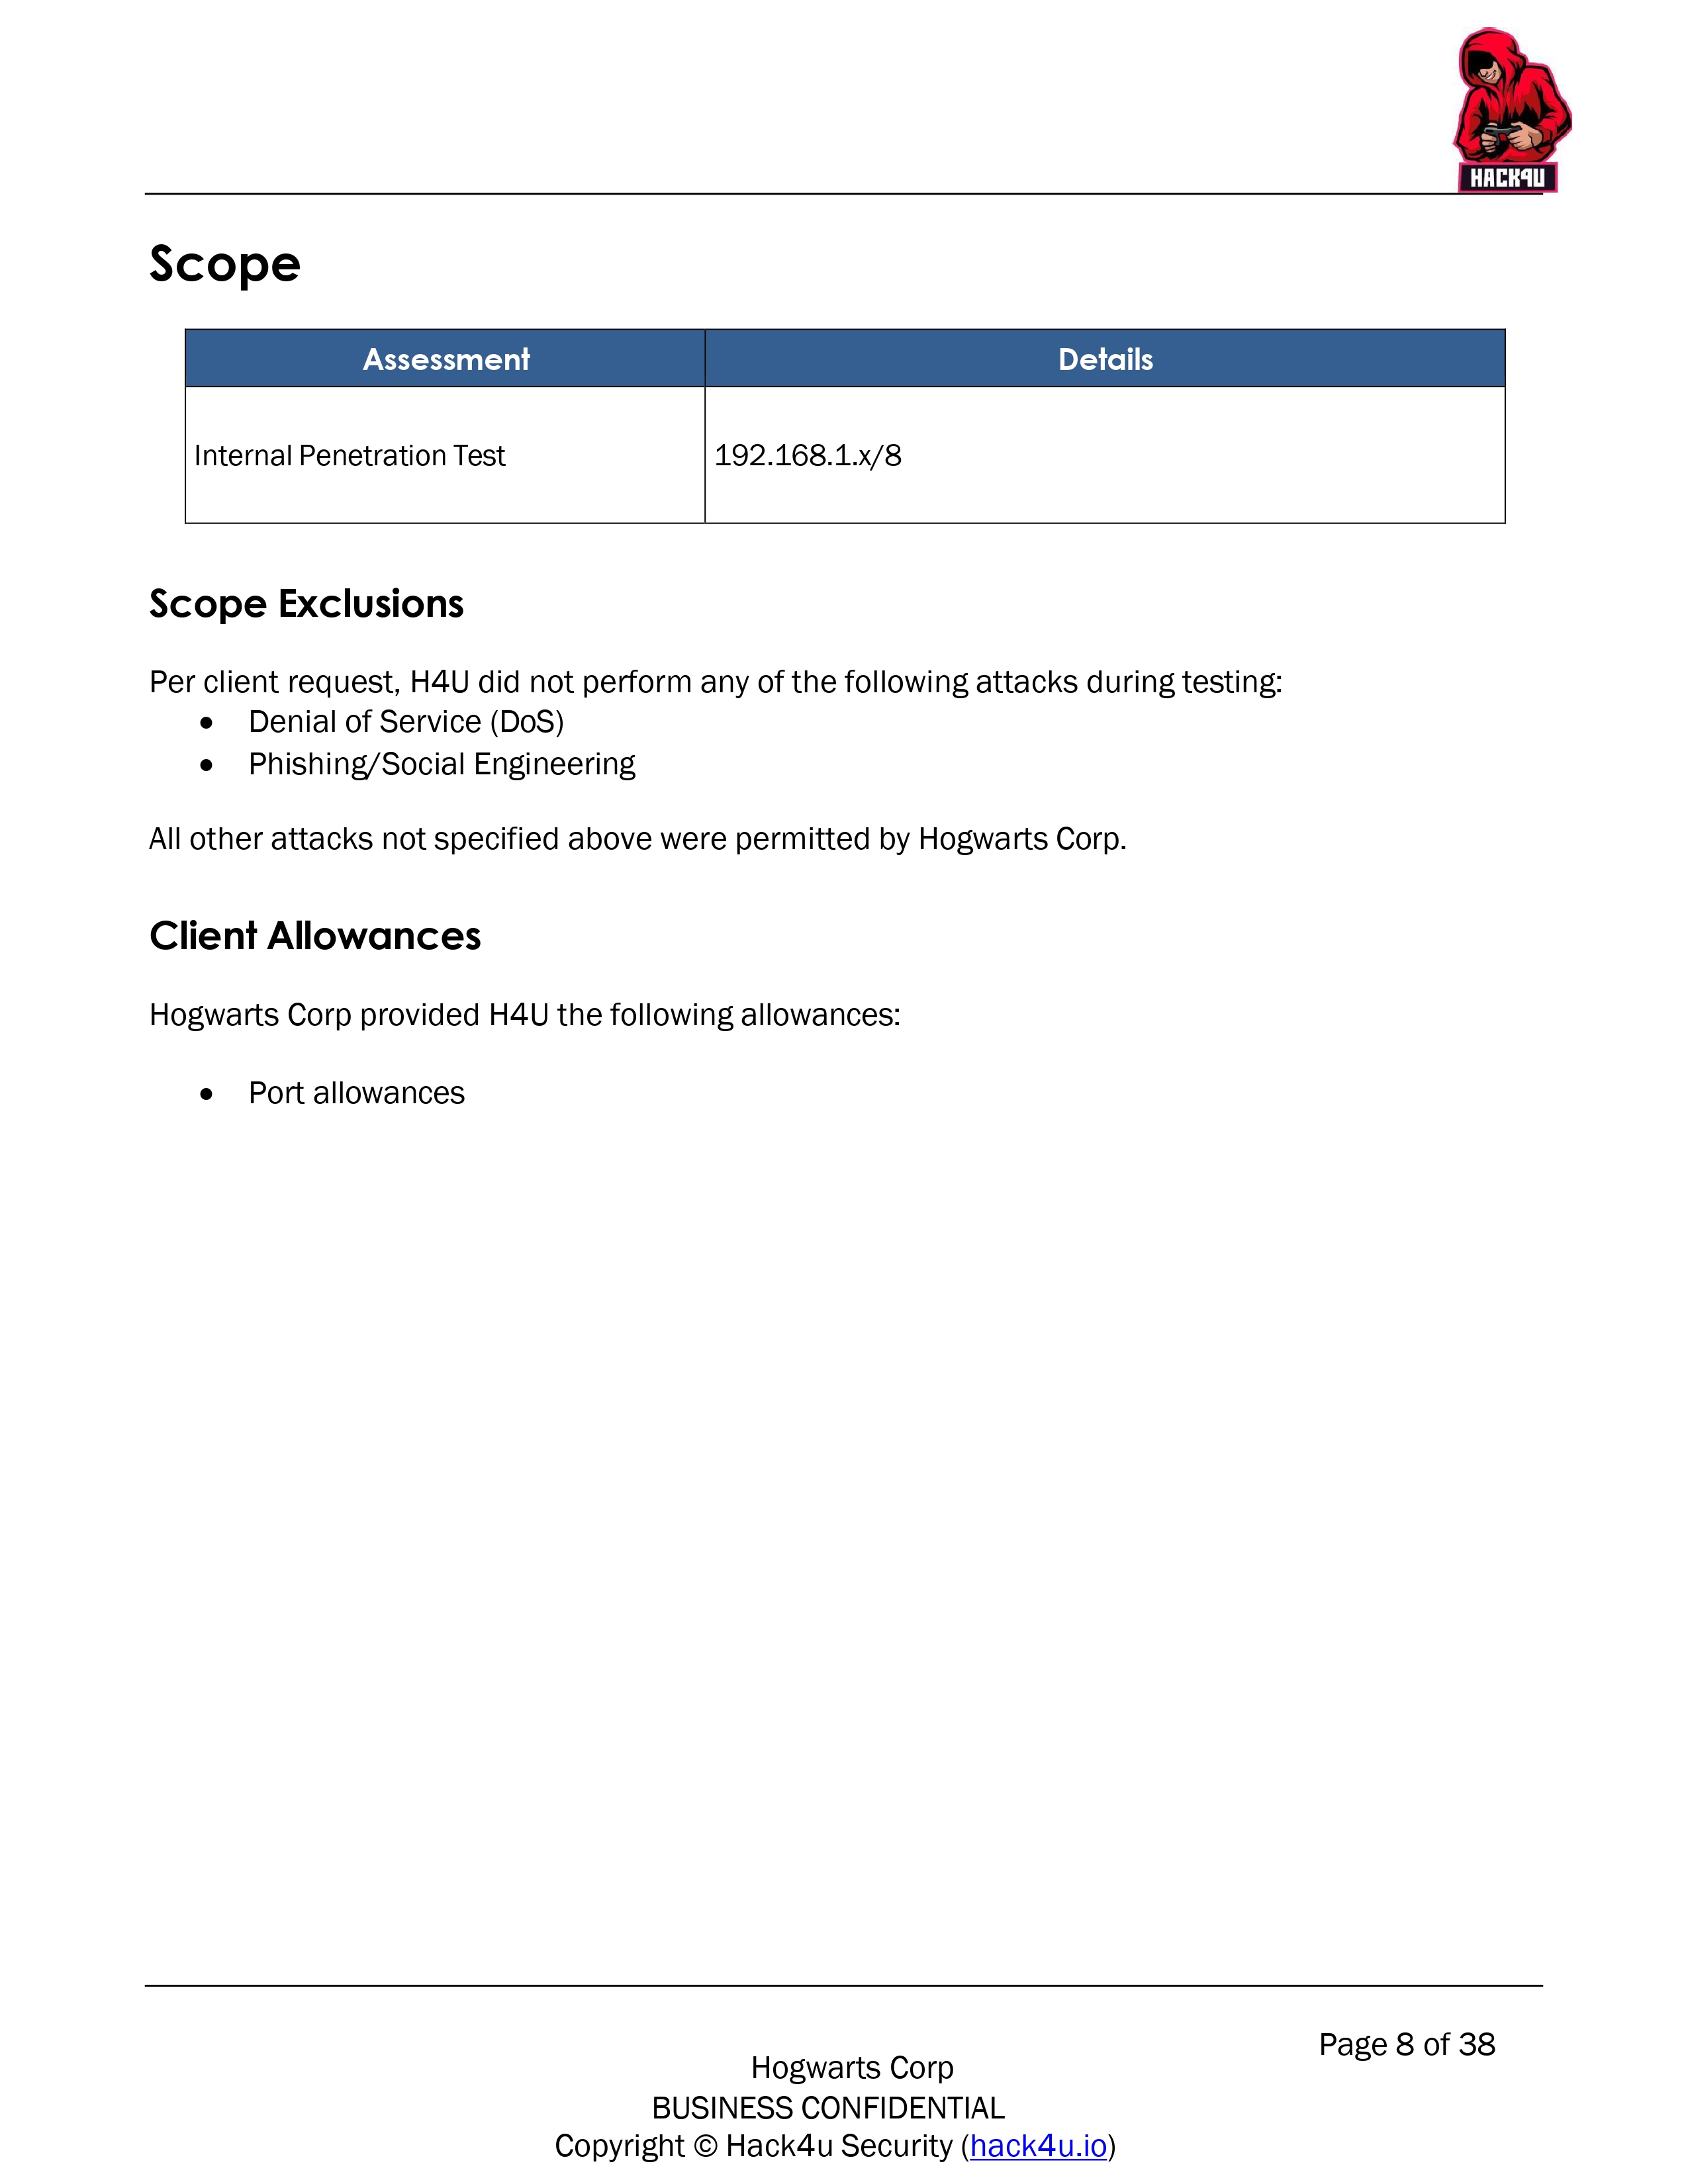 HACK4U
Scope
Assessment Details
Internal Penetration Test 192.168.1.x/8
Scope Exclusions
Per client request, H4U did not perform any of the following attacks during testing:
• Denial of Service (DoS)
• Phishing/Social Engineering
All other attacks not specified above were permitted by Hogwarts Corp.
Client Allowances
Hogwarts Corp provided H4U the following allowances:
• Port allowances
Page 8 of 38
Hogwarts Corp
BUSINESS CONFIDENTIAL
Copyright © Hack4u Security (hack4u.io)